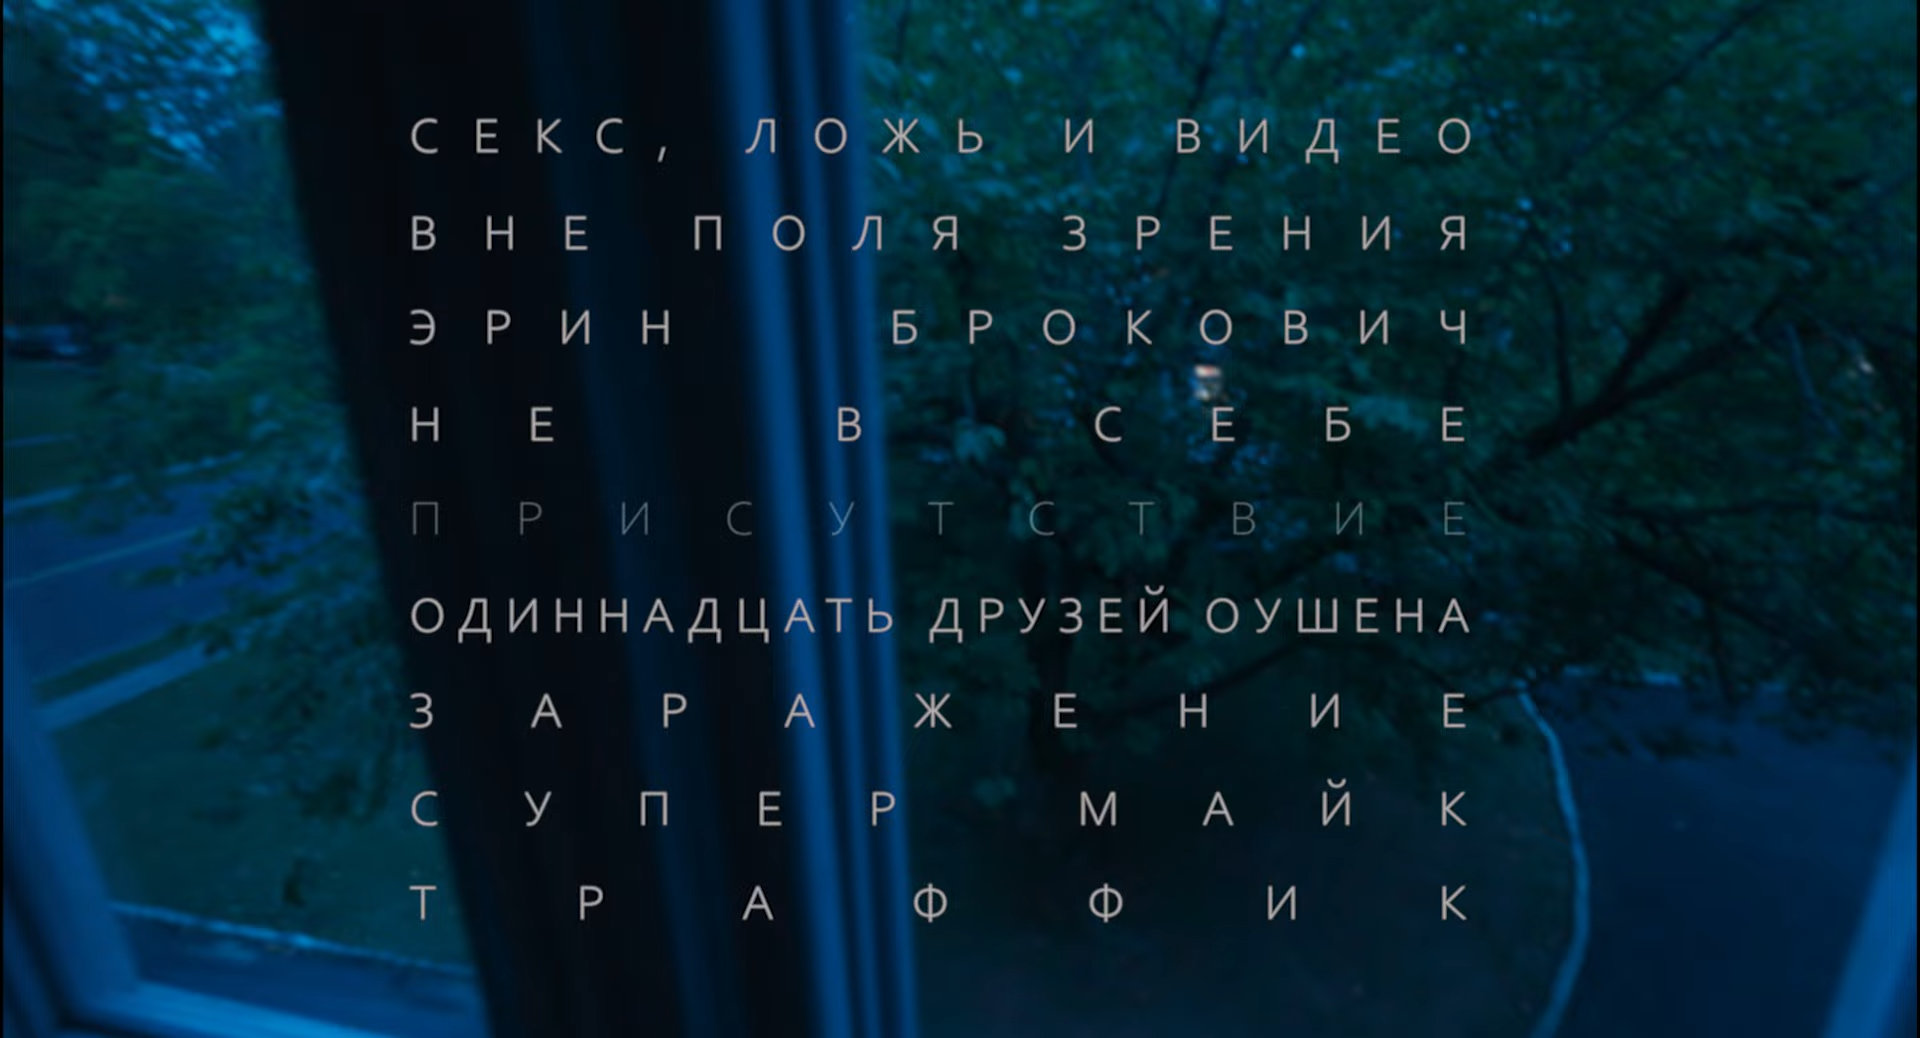 СЕКС, ЛОЖЬ И ВИДЕО
ВНЕ ПОЛЯ ЗРЕНИЯ
ЭРИН БРОКОВИЧ
НЕ В СЕБЕ
ПРИСУТСТВИЕ
ОДИННАДЦАТЬ ДРУЗЕЙ ОУШЕНА
ЗАРАЖЕНИЕ
СУПЕР МАЙК
ТРАФФИК